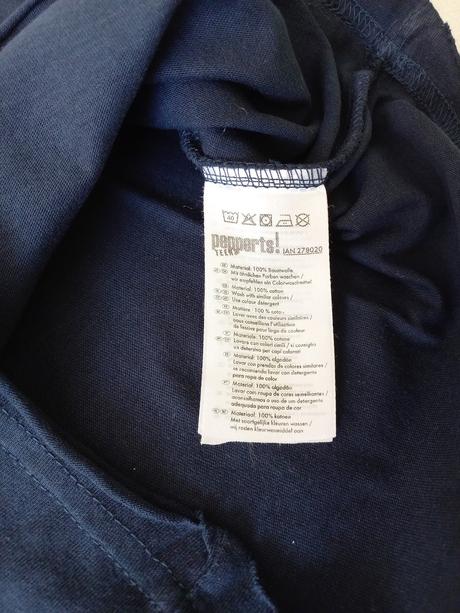 40
pepperts!
TEEN IAN 278020
Material: 100% Baumwolle
Mit ähnlichen Farben waschen /
wir empfehlen ein Colorwaschmittel
Material: 100% cotton
Wash with similar colours /
Use colour detergent
Matière : 100 % coton
Laver avec des couleurs similaires /
nous conseillons l'utilisation
de lessive pour linge de couleur
Materiale: 100% cotone
Lavare con colori simili / si consiglia
un detersivo per capi colorati
Material: 100% algodón
Lavar con prendas de colores similares /
se recomienda lavar con detergente
para ropa de color
Material: 100% algodão
Lavar com roupa de cores semelhantes /
aconselhamos o uso de um detergente
adequado para roupa de cor
Materiaal: 100% katoen
Met soortgelijke kleuren wassen /
wij raden kleurwasmiddel aan